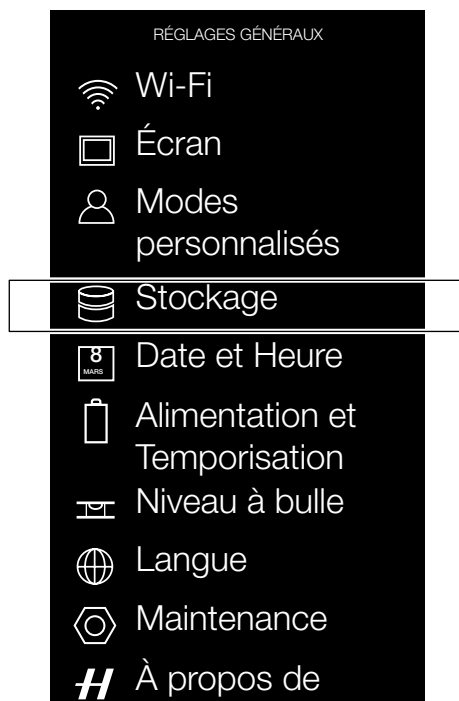 RÉGLAGES GÉNÉRAUX
Wi-Fi
Écran
Modes
personnalisés
Stockage
8
MARS
Date et Heure
Alimentation et
Temporisation
Niveau à bulle
Langue
Maintenance
H
À propos de